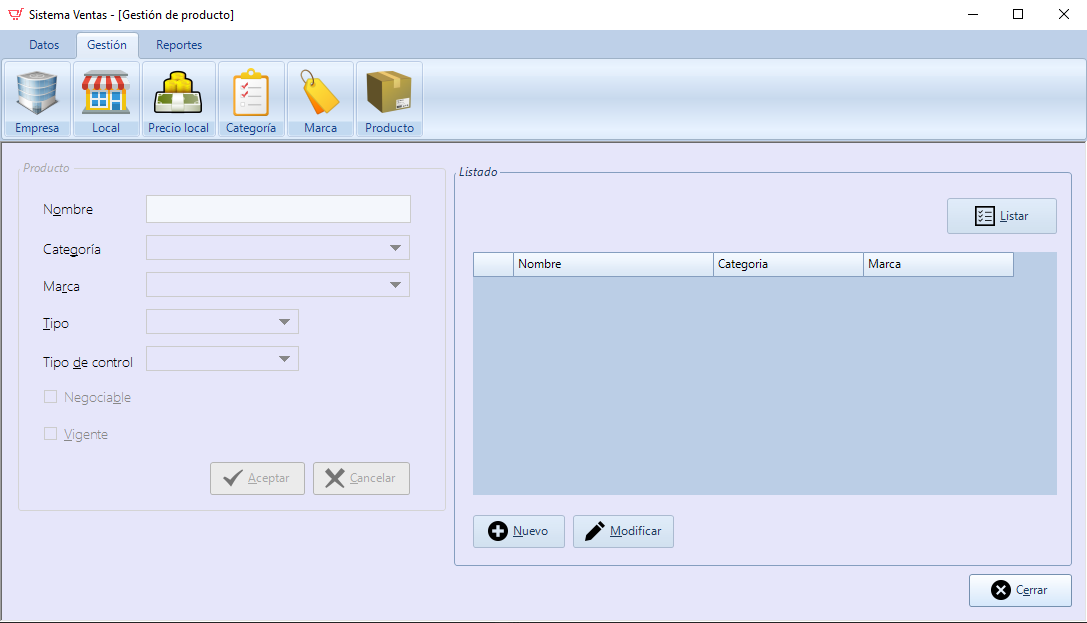 Sistema Ventas - [Gestión de producto]
Datos Gestión Reportes
Empresa Local Precio local Categoría Marca Producto
Producto
Nombre
Categoría
Marca
Tipo
Tipo de control
Negociable
Vigente
Aceptar Cancelar
Listado
Listar
Nombre Categoria Marca
Nuevo Modificar
Cerrar